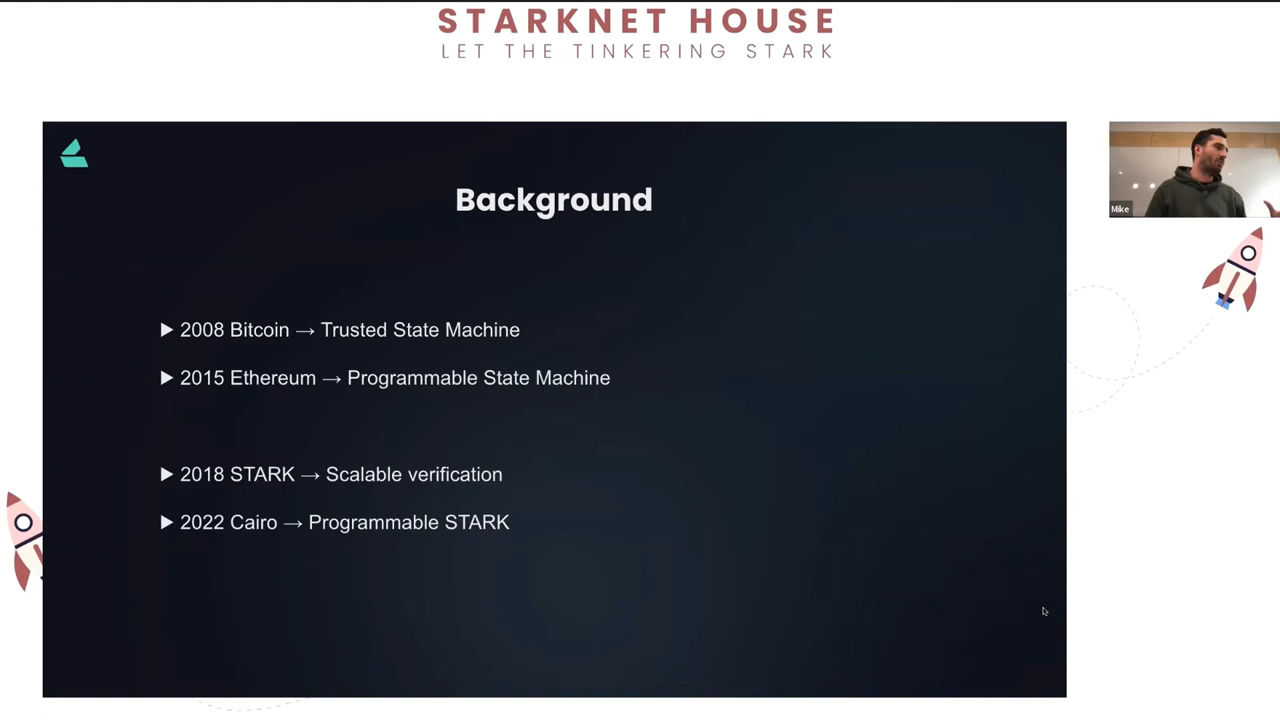 STARKNET HOUSE
LET THE TINKERING STARK
Background
▶ 2008 Bitcoin → Trusted State Machine
▶ 2015 Ethereum → Programmable State Machine
▶ 2018 STARK → Scalable verification
▶ 2022 Cairo → Programmable STARK
Mike